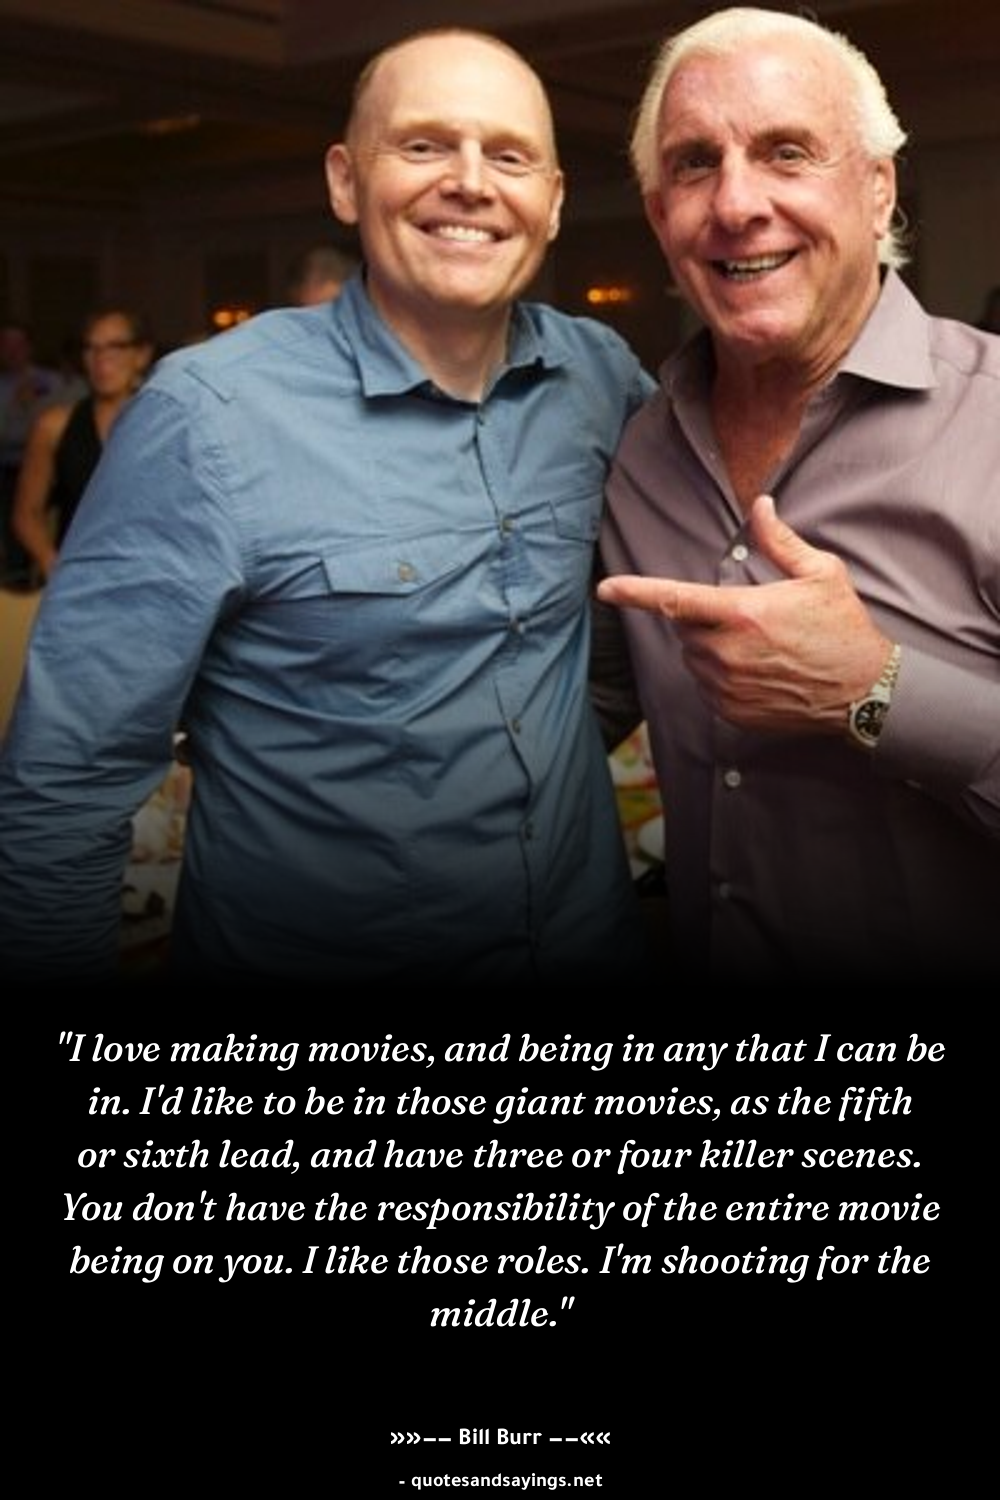 "I love making movies, and being in any that I can be
in. I'd like to be in those giant movies, as the fifth
or sixth lead, and have three or four killer scenes.
You don't have the responsibility of the entire movie
being on you. I like those roles. I'm shooting for the
middle."
»»−− Bill Burr −−««
- quotesandsayings.net